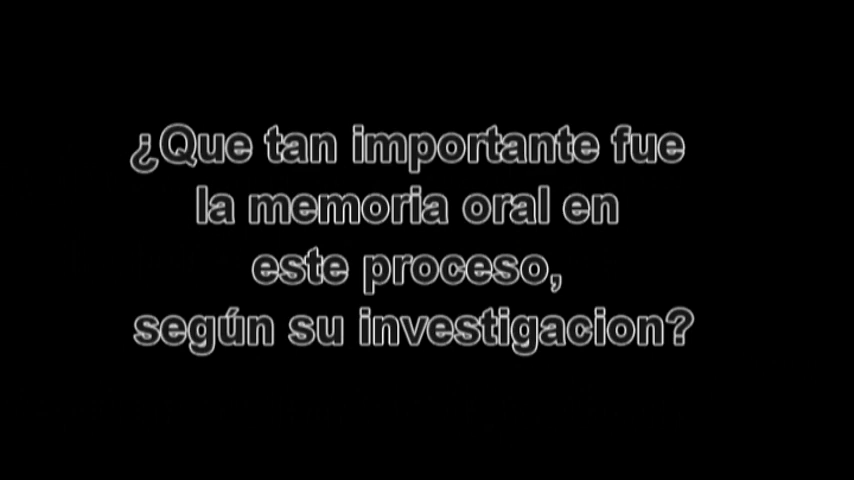 ¿Que tan importante fue
la memoria oral en
este proceso,
según su investigacion?